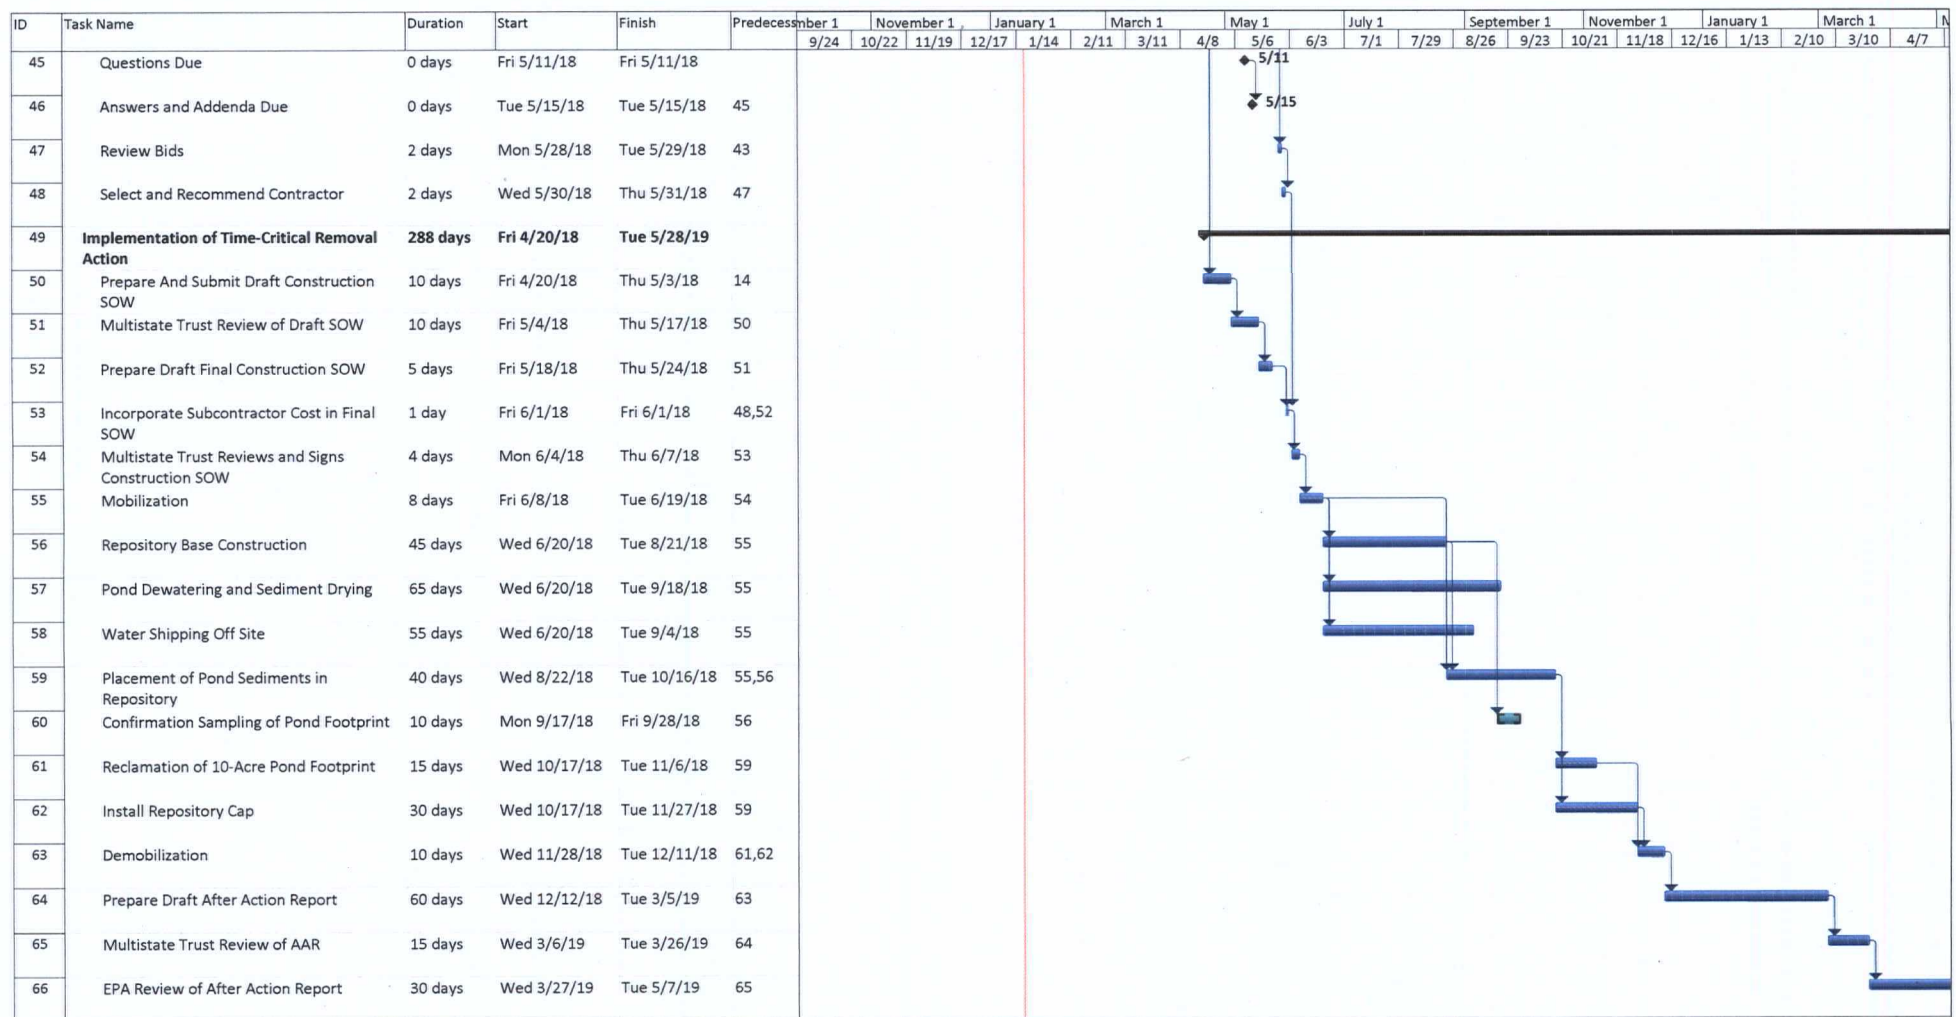 ID Task Name Duration Start Finish Predecess mber 1 November 1 January 1 March 1 May 1 July 1 September 1 November 1 January 1 March 1
9/24 10/22 11/19 12/17 1/14 2/11 3/11 4/8 5/6 6/3 7/1 7/29 8/26 9/23 10/21 11/18 12/16 1/13 2/10 3/10 4/7
45 Questions Due 0 days Fri 5/11/18 Fri 5/11/18 5/11
46 Answers and Addenda Due 0 days Tue 5/15/18 Tue 5/15/18 45 5/15
47 Review Bids 2 days Mon 5/28/18 Tue 5/29/18 43
48 Select and Recommend Contractor 2 days Wed 5/30/18 Thu 5/31/18 47
49 Implementation of Time-Critical Removal 288 days Fri 4/20/18 Tue 5/28/19
Action
50 Prepare And Submit Draft Construction 10 days Fri 4/20/18 Thu 5/3/18 14
SOW
51 Multistate Trust Review of Draft SOW 10 days Fri 5/4/18 Thu 5/17/18 50
52 Prepare Draft Final Construction SOW 5 days Fri 5/18/18 Thu 5/24/18 51
53 Incorporate Subcontractor Cost in Final 1 day Fri 6/1/18 Fri 6/1/18 48,52
SOW
54 Multistate Trust Reviews and Signs 4 days Mon 6/4/18 Thu 6/7/18 53
Construction SOW
55 Mobilization 8 days Fri 6/8/18 Tue 6/19/18 54
56 Repository Base Construction 45 days Wed 6/20/18 Tue 8/21/18 55
57 Pond Dewatering and Sediment Drying 65 days Wed 6/20/18 Tue 9/18/18 55
58 Water Shipping Off Site 55 days Wed 6/20/18 Tue 9/4/18 55
59 Placement of Pond Sediments in 40 days Wed 8/22/18 Tue 10/16/18 55,56
Repository
60 Confirmation Sampling of Pond Footprint 10 days Mon 9/17/18 Fri 9/28/18 56
61 Reclamation of 10-Acre Pond Footprint 15 days Wed 10/17/18 Tue 11/6/18 59
62 Install Repository Cap 30 days Wed 10/17/18 Tue 11/27/18 59
63 Demobilization 10 days Wed 11/28/18 Tue 12/11/18 61,62
64 Prepare Draft After Action Report 60 days Wed 12/12/18 Tue 3/5/19 63
65 Multistate Trust Review of AAR 15 days Wed 3/6/19 Tue 3/26/19 64
66 EPA Review of After Action Report 30 days Wed 3/27/19 Tue 5/7/19 65